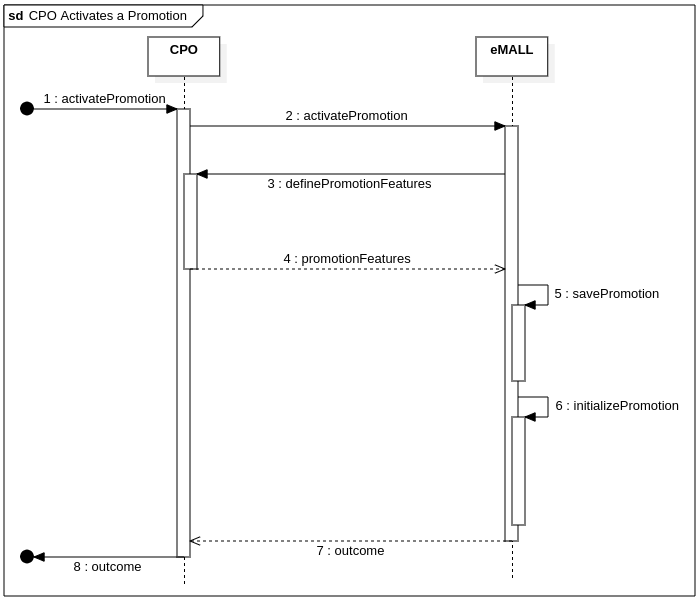 sd CPO Activates a Promotion
CPO
eMALL
1 : activatePromotion
2 : activatePromotion
3 : definePromotionFeatures
4 : promotionFeatures
5 : savePromotion
6 : initializePromotion
7 : outcome
8 : outcome